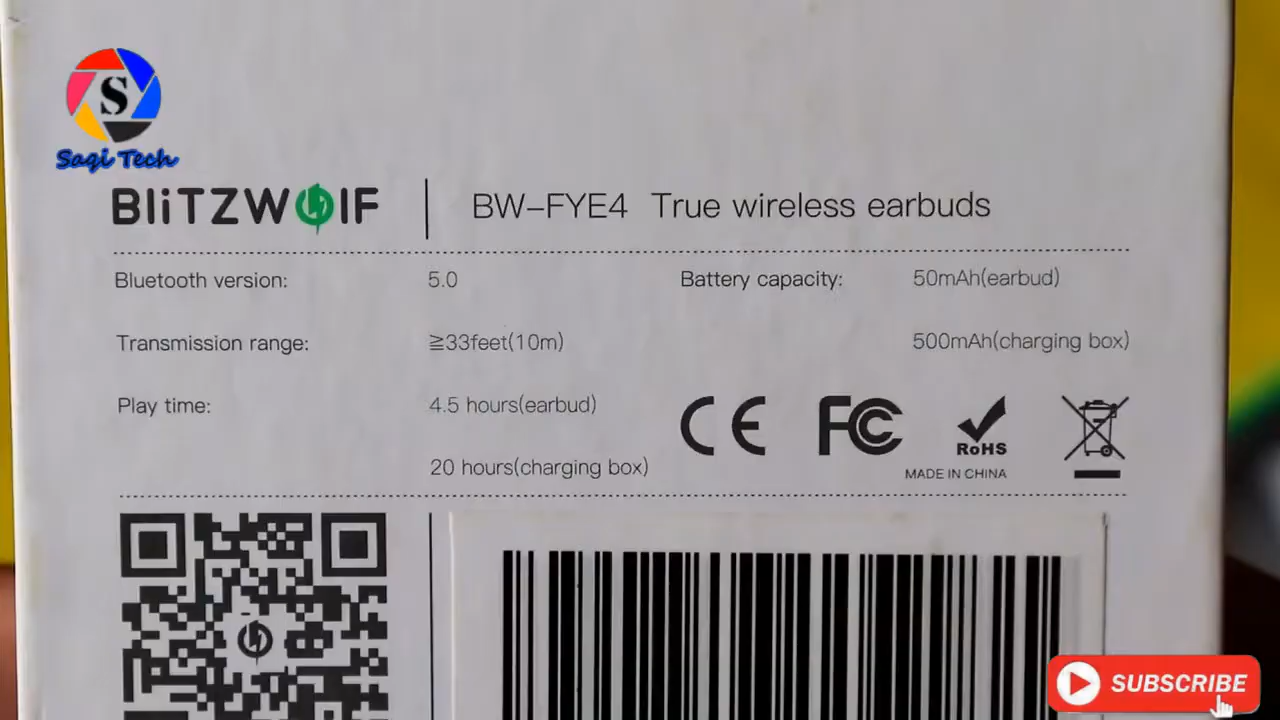 S
Saqi Tech
BLiTZWOLF
BW-FYE4 True wireless earbuds
Bluetooth version: 5.0
Battery capacity: 50mAh(earbud)
Transmission range: ≧33feet(10m)
500mAh(charging box)
Play time: 4.5 hours(earbud)
20 hours(charging box)
CE FC RoHS
MADE IN CHINA
SUBSCRIBE